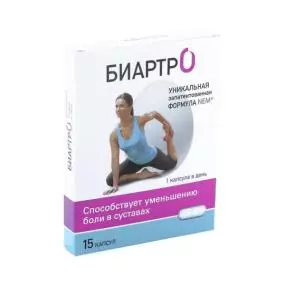 БИАРТРО
УНИКАЛЬНАЯ
запатентованная
ФОРМУЛА NEM®
1 капсула в день
Способствует уменьшению
боли в суставах
15 КАПСУЛ